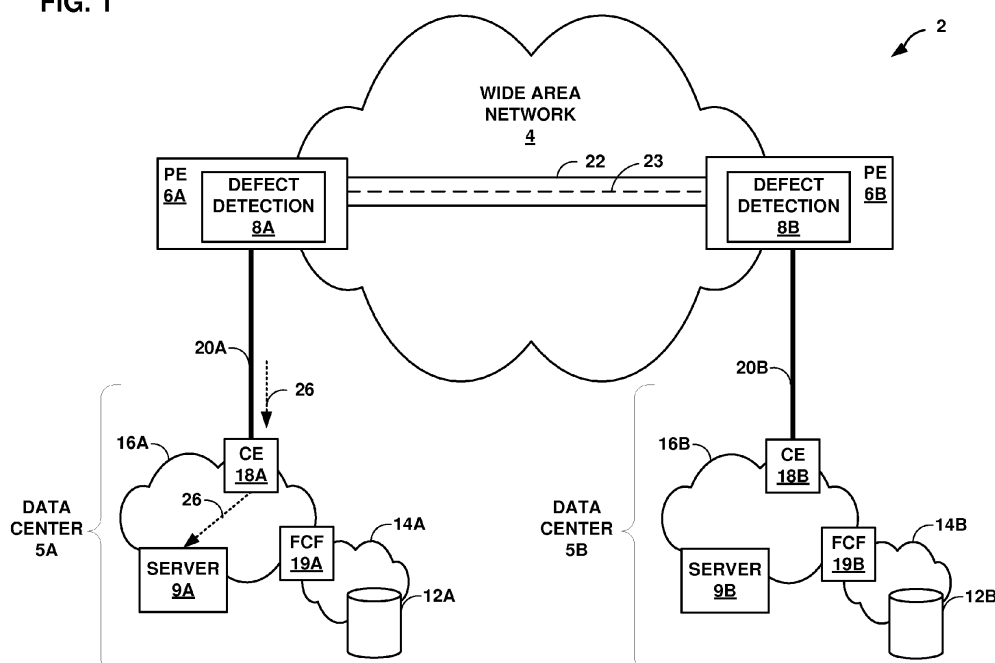 FIG. 1
2
WIDE AREA
NETWORK
4
22
23
PE
6A
DEFECT
DETECTION
8A
DEFECT
DETECTION
8B
PE
6B
20A
26
20B
16A
CE
18A
16B
CE
18B
26
DATA
CENTER
5A
14A
FCF
19A
SERVER
9A
12A
DATA
CENTER
5B
14B
FCF
19B
SERVER
9B
12B